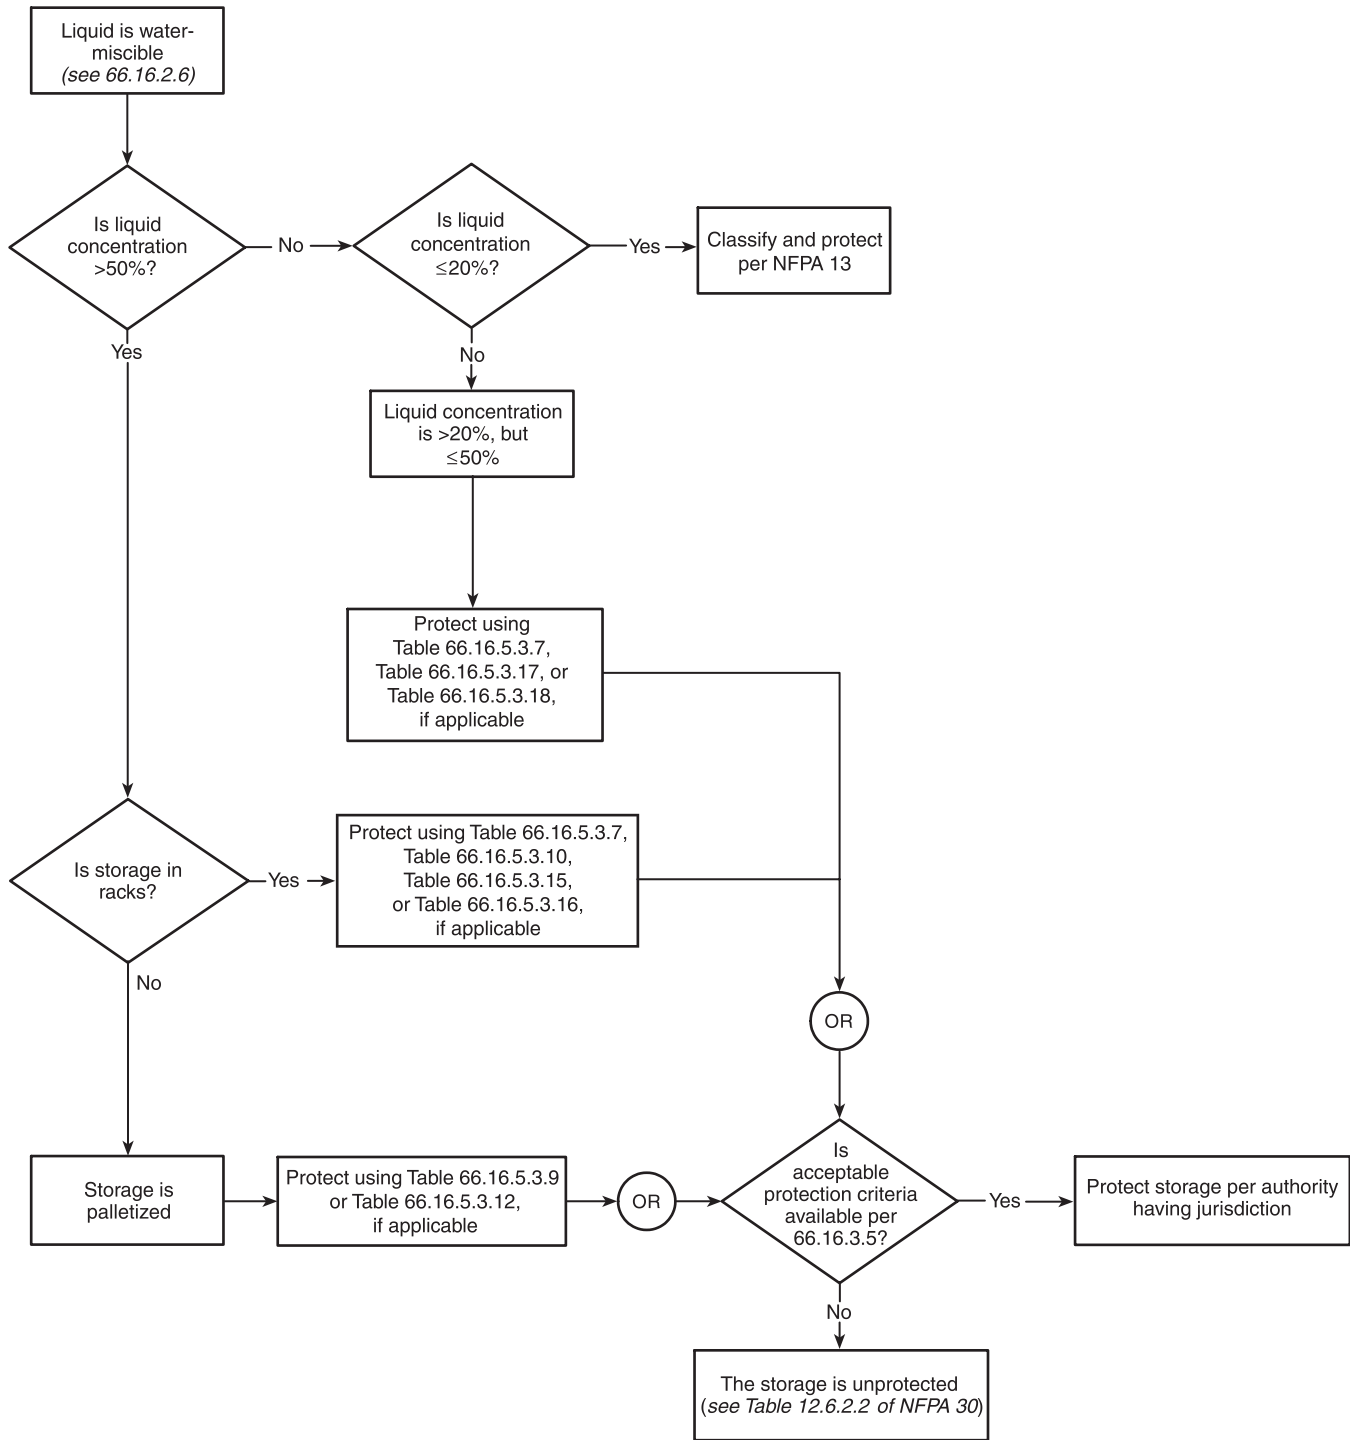 Liquid is water-
miscible
(see 66.16.2.6)
Is liquid
concentration
>50%?
No
Is liquid
concentration
≤20%?
Yes
Classify and protect
per NFPA 13
Yes
No
Liquid concentration
is >20%, but
≤50%
Protect using
Table 66.16.5.3.7,
Table 66.16.5.3.17, or
Table 66.16.5.3.18,
if applicable
Is storage in
racks?
Yes
Protect using Table 66.16.5.3.7,
Table 66.16.5.3.10,
Table 66.16.5.3.15,
or Table 66.16.5.3.16,
if applicable
No
OR
Storage is
palletized
Protect using Table 66.16.5.3.9
or Table 66.16.5.3.12,
if applicable
OR
Is
acceptable
protection criteria
available per
66.16.3.5?
Yes
Protect storage per authority
having jurisdiction
No
The storage is unprotected
(see Table 12.6.2.2 of NFPA 30)